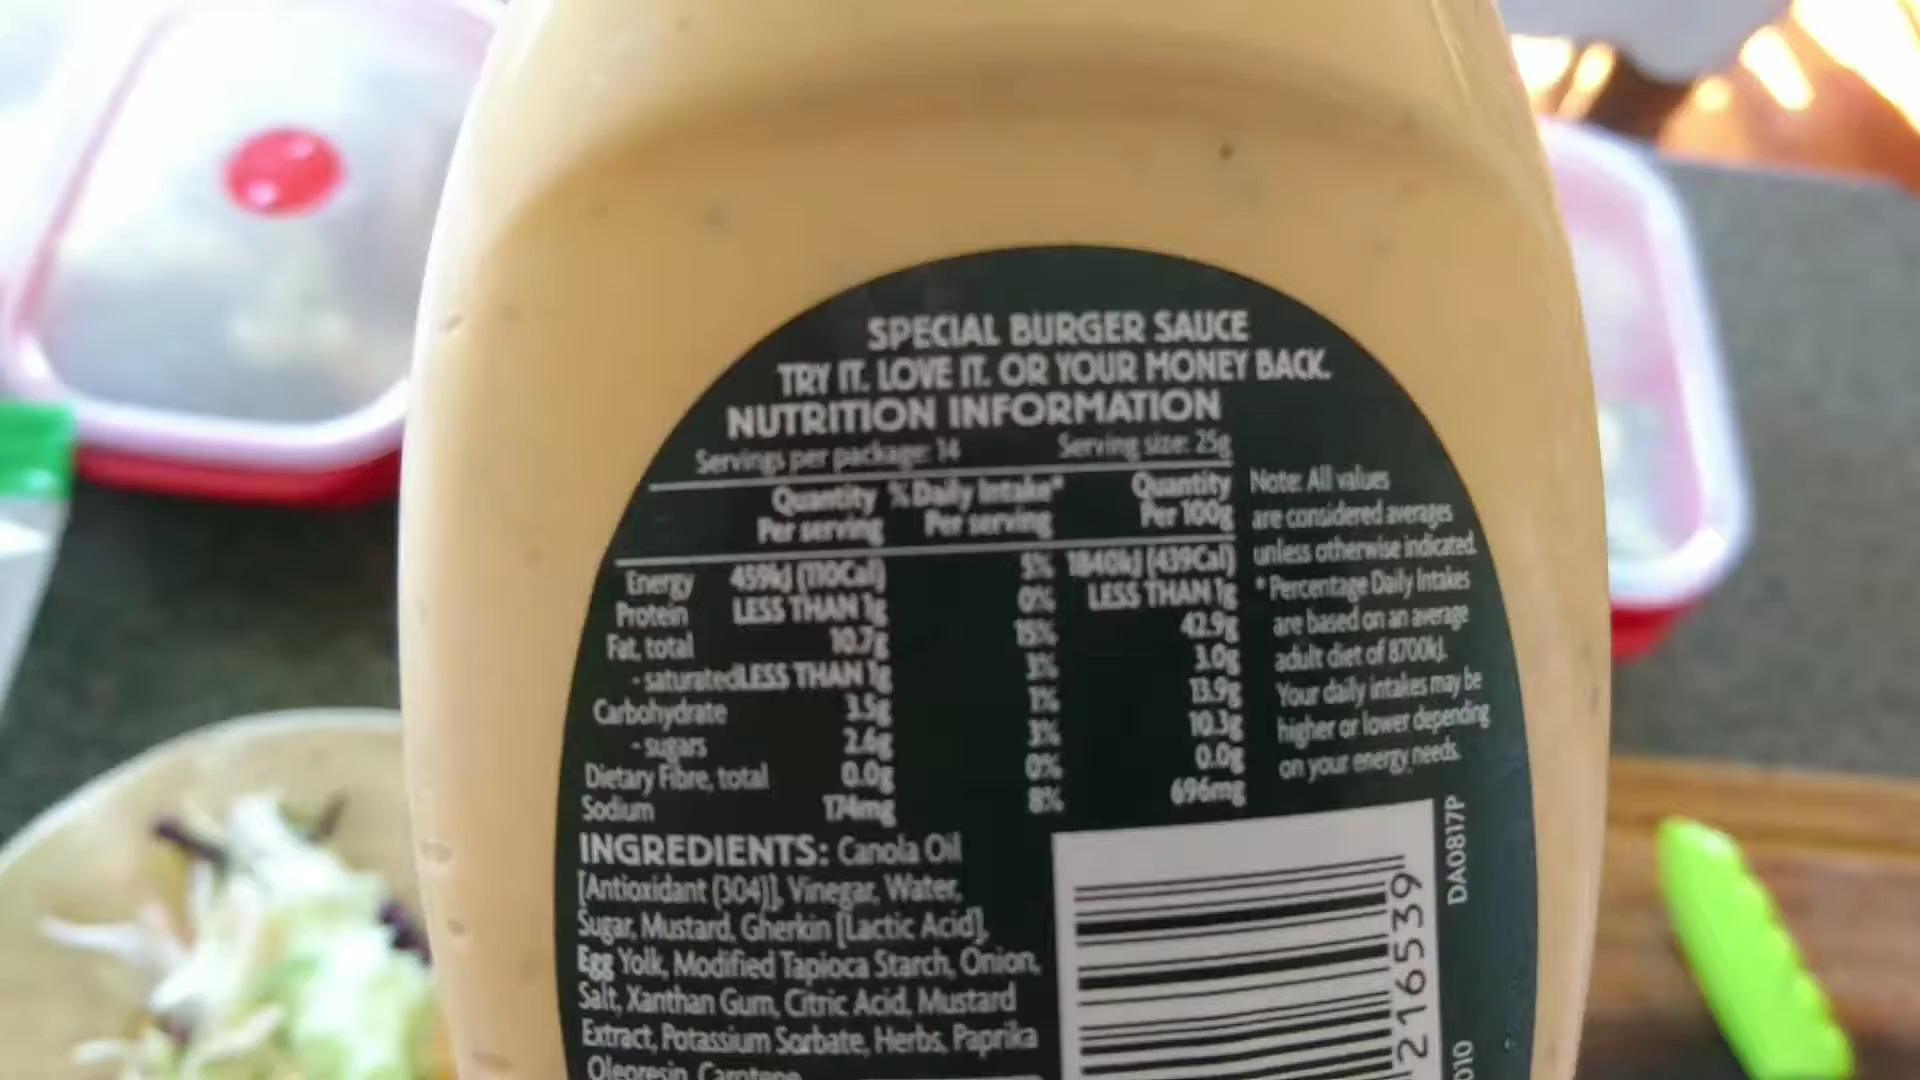 SPECIAL BURGER SAUCE
TRY IT. LOVE IT. OR YOUR MONEY BACK.
NUTRITION INFORMATION
Servings per package: 14 Serving size: 25g
Quantity %Daily Intake* Quantity
Per serving Per serving Per 100g
Energy 459kJ (110Cal) 5% 1840kJ (439Cal)
Protein LESS THAN 1g 0% LESS THAN 1g
Fat, total 10.7g 15% 42.9g
- saturated LESS THAN 1g 3% 3.0g
Carbohydrate 3.5g 1% 13.9g
- sugars 2.6g 3% 10.3g
Dietary Fibre, total 0.0g 0% 0.0g
Sodium 174mg 8% 696mg
Note: All values
are considered averages
unless otherwise indicated.
* Percentage Daily Intakes
are based on an average
adult diet of 8700kJ.
Your daily intakes may be
higher or lower depending
on your energy needs.
INGREDIENTS: Canola Oil
[Antioxidant (304)], Vinegar, Water,
Sugar, Mustard, Gherkin [Lactic Acid],
Egg Yolk, Modified Tapioca Starch, Onion,
Salt, Xanthan Gum, Citric Acid, Mustard
Extract, Potassium Sorbate, Herbs, Paprika
Oleoresin, Carotene
216539
DA0817P
010